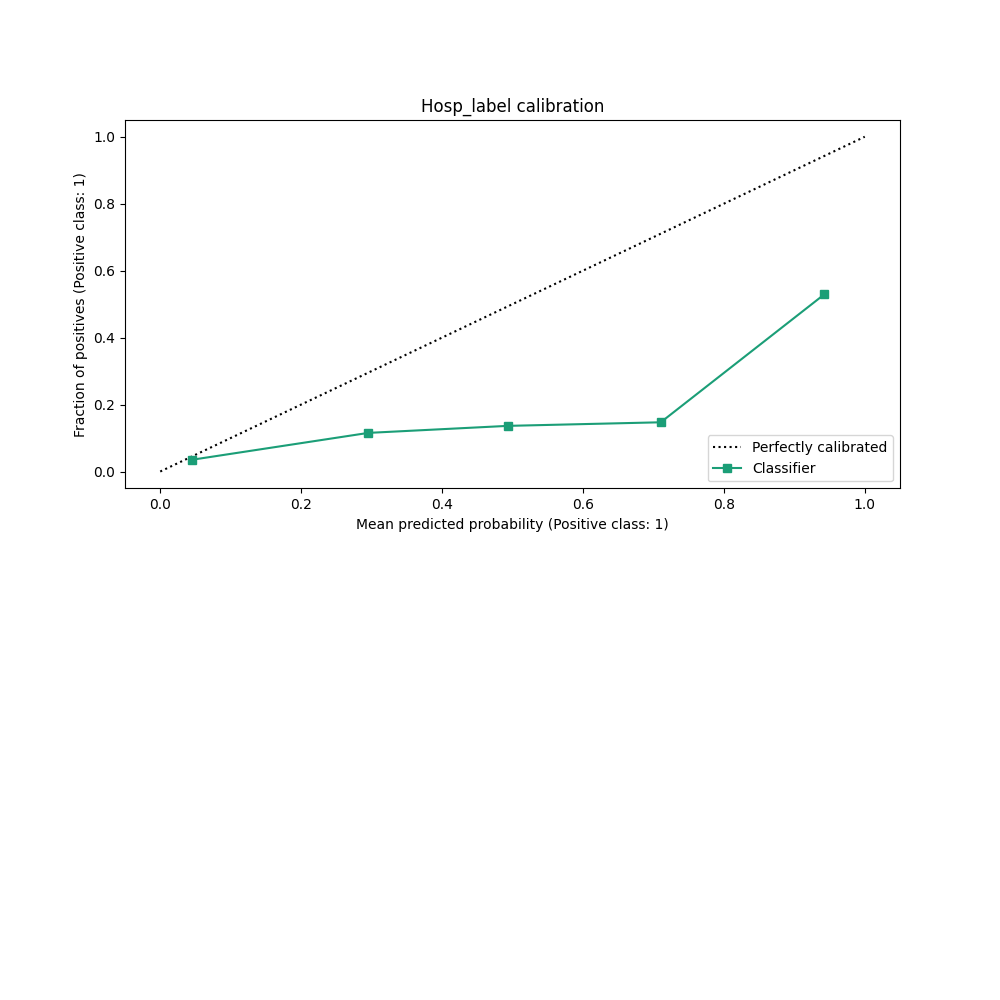 Hosp_label calibration
Fraction of positives (Positive class: 1)
1.0
0.8
0.6
0.4
0.2
0.0
Perfectly calibrated
Classifier
0.0 0.2 0.4 0.6 0.8 1.0
Mean predicted probability (Positive class: 1)